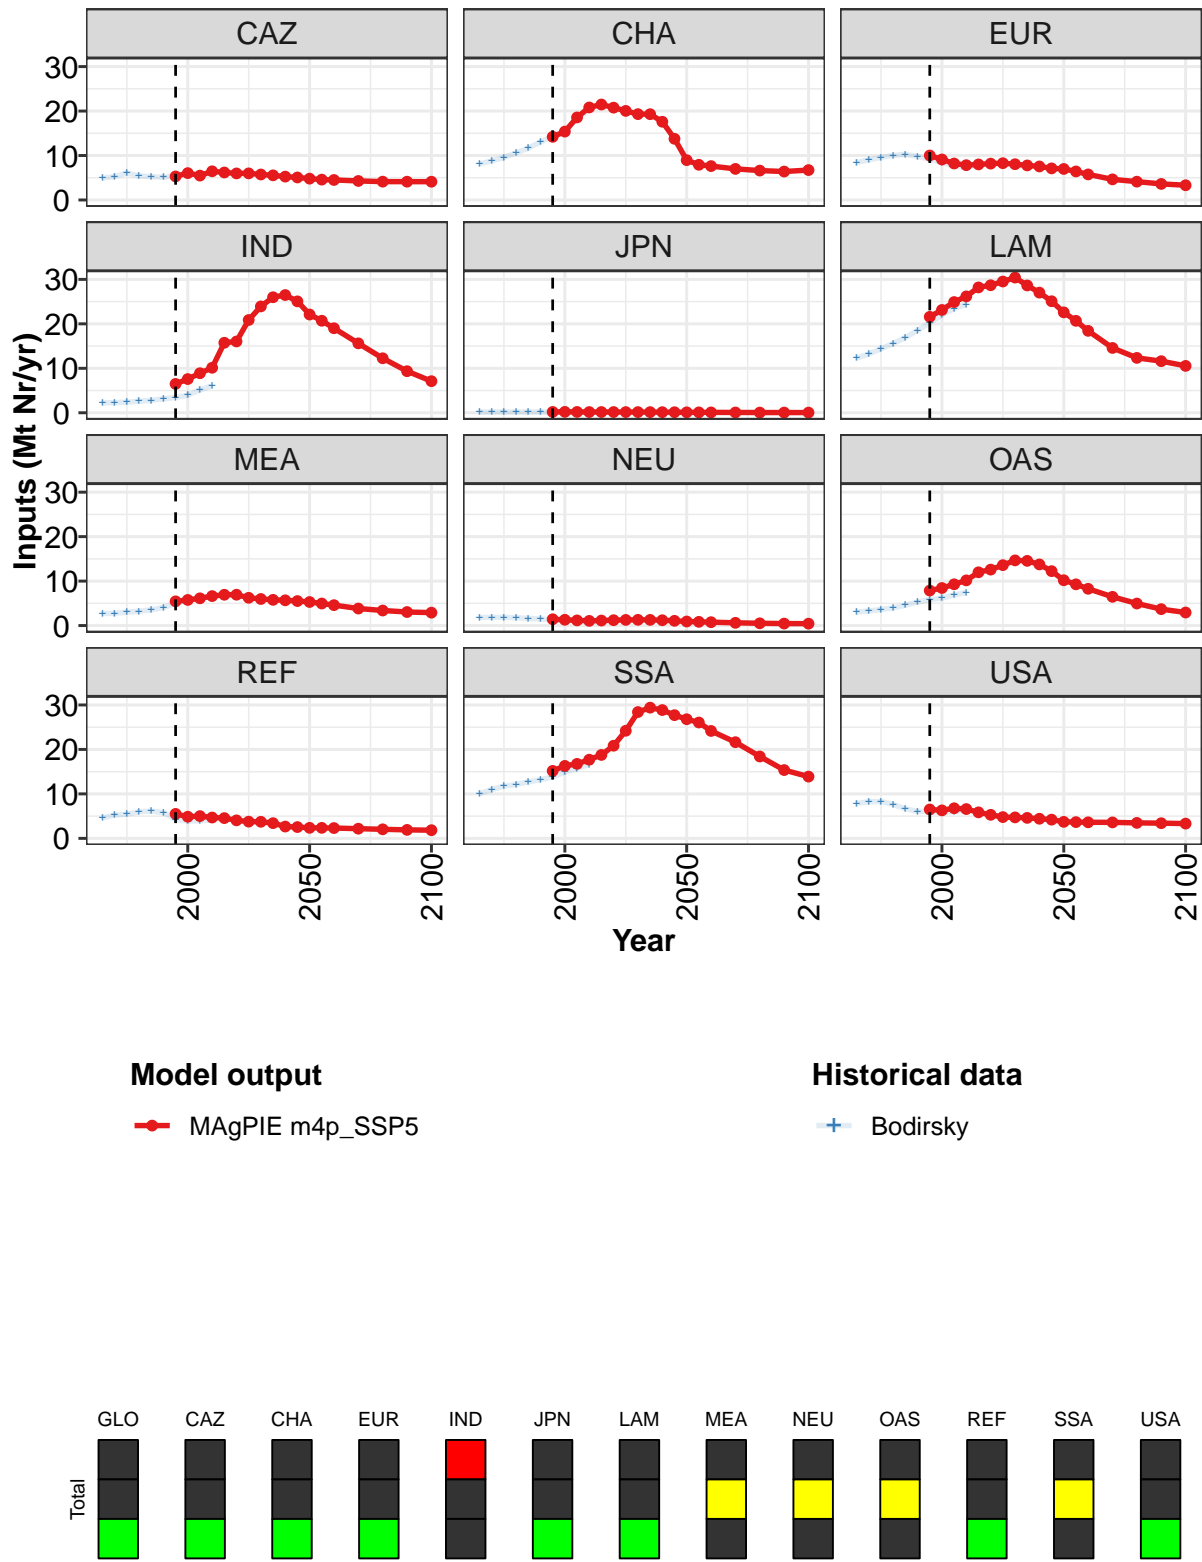 CAZ CHA EUR
30
20
10
0
IND JPN LAM
30
20
10
0
Inputs (Mt Nr/yr)
MEA NEU OAS
30
20
10
0
REF SSA USA
30
20
10
0
2000 2050 2100 2000 2050 2100 2000 2050 2100
Year
Model output Historical data
MAgPIE m4p_SSP5 Bodirsky
GLO CAZ CHA EUR IND JPN LAM MEA NEU OAS REF SSA USA
Total